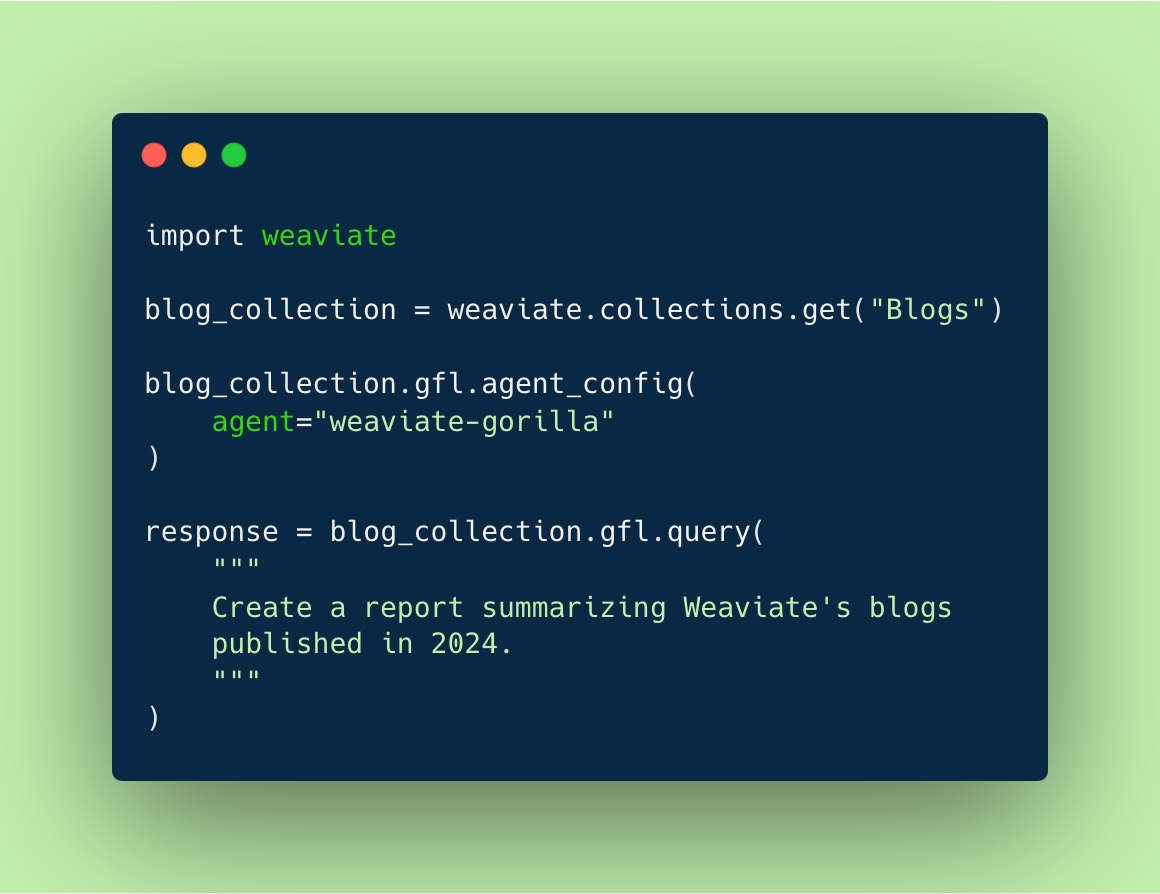 import weaviate
blog_collection = weaviate.collections.get("Blogs")
blog_collection.gfl.agent_config(
    agent="weaviate-gorilla"
)
response = blog_collection.gfl.query(
    """
    Create a report summarizing Weaviate's blogs
    published in 2024.
    """
)